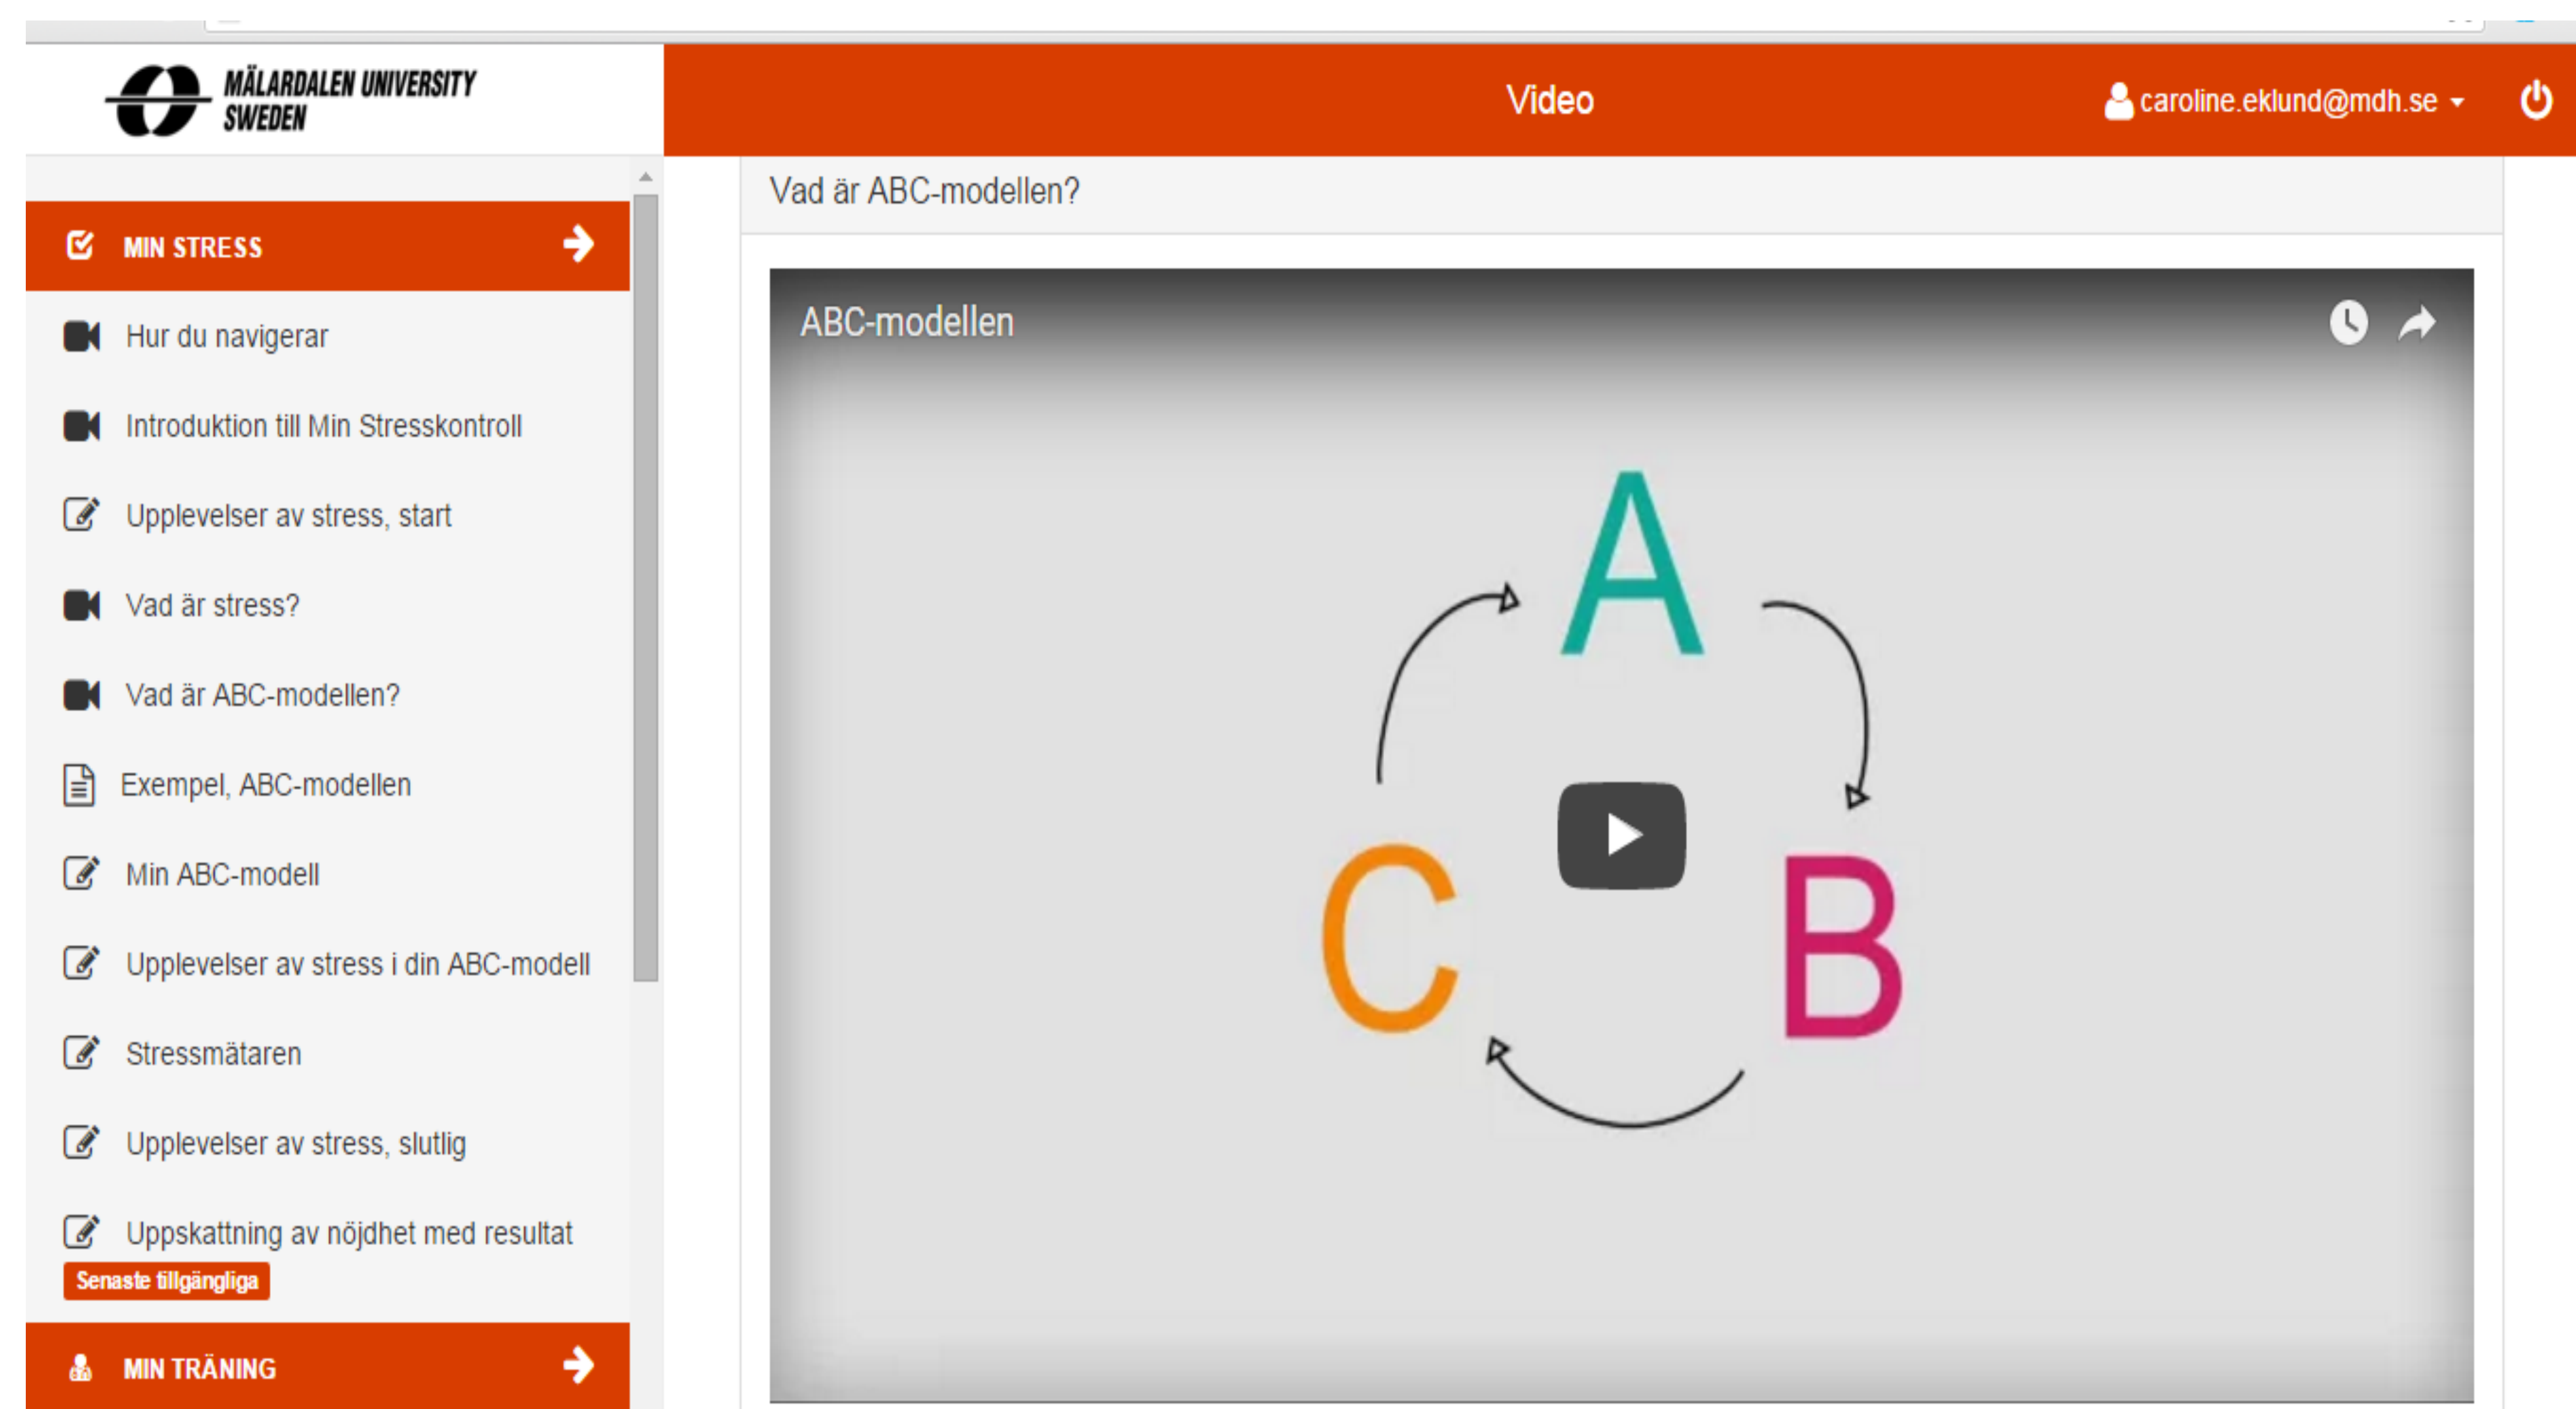 MÄLARDALEN UNIVERSITY
SWEDEN
Video
caroline.eklund@mdh.se
MIN STRESS
Hur du navigerar
Introduktion till Min Stresskontroll
Upplevelser av stress, start
Vad är stress?
Vad är ABC-modellen?
Exempel, ABC-modellen
Min ABC-modell
Upplevelser av stress i din ABC-modell
Stressmätaren
Upplevelser av stress, slutlig
Uppskattning av nöjdhet med resultat
Senaste tillgängliga
MIN TRÄNING
Vad är ABC-modellen?
ABC-modellen
A
C
B